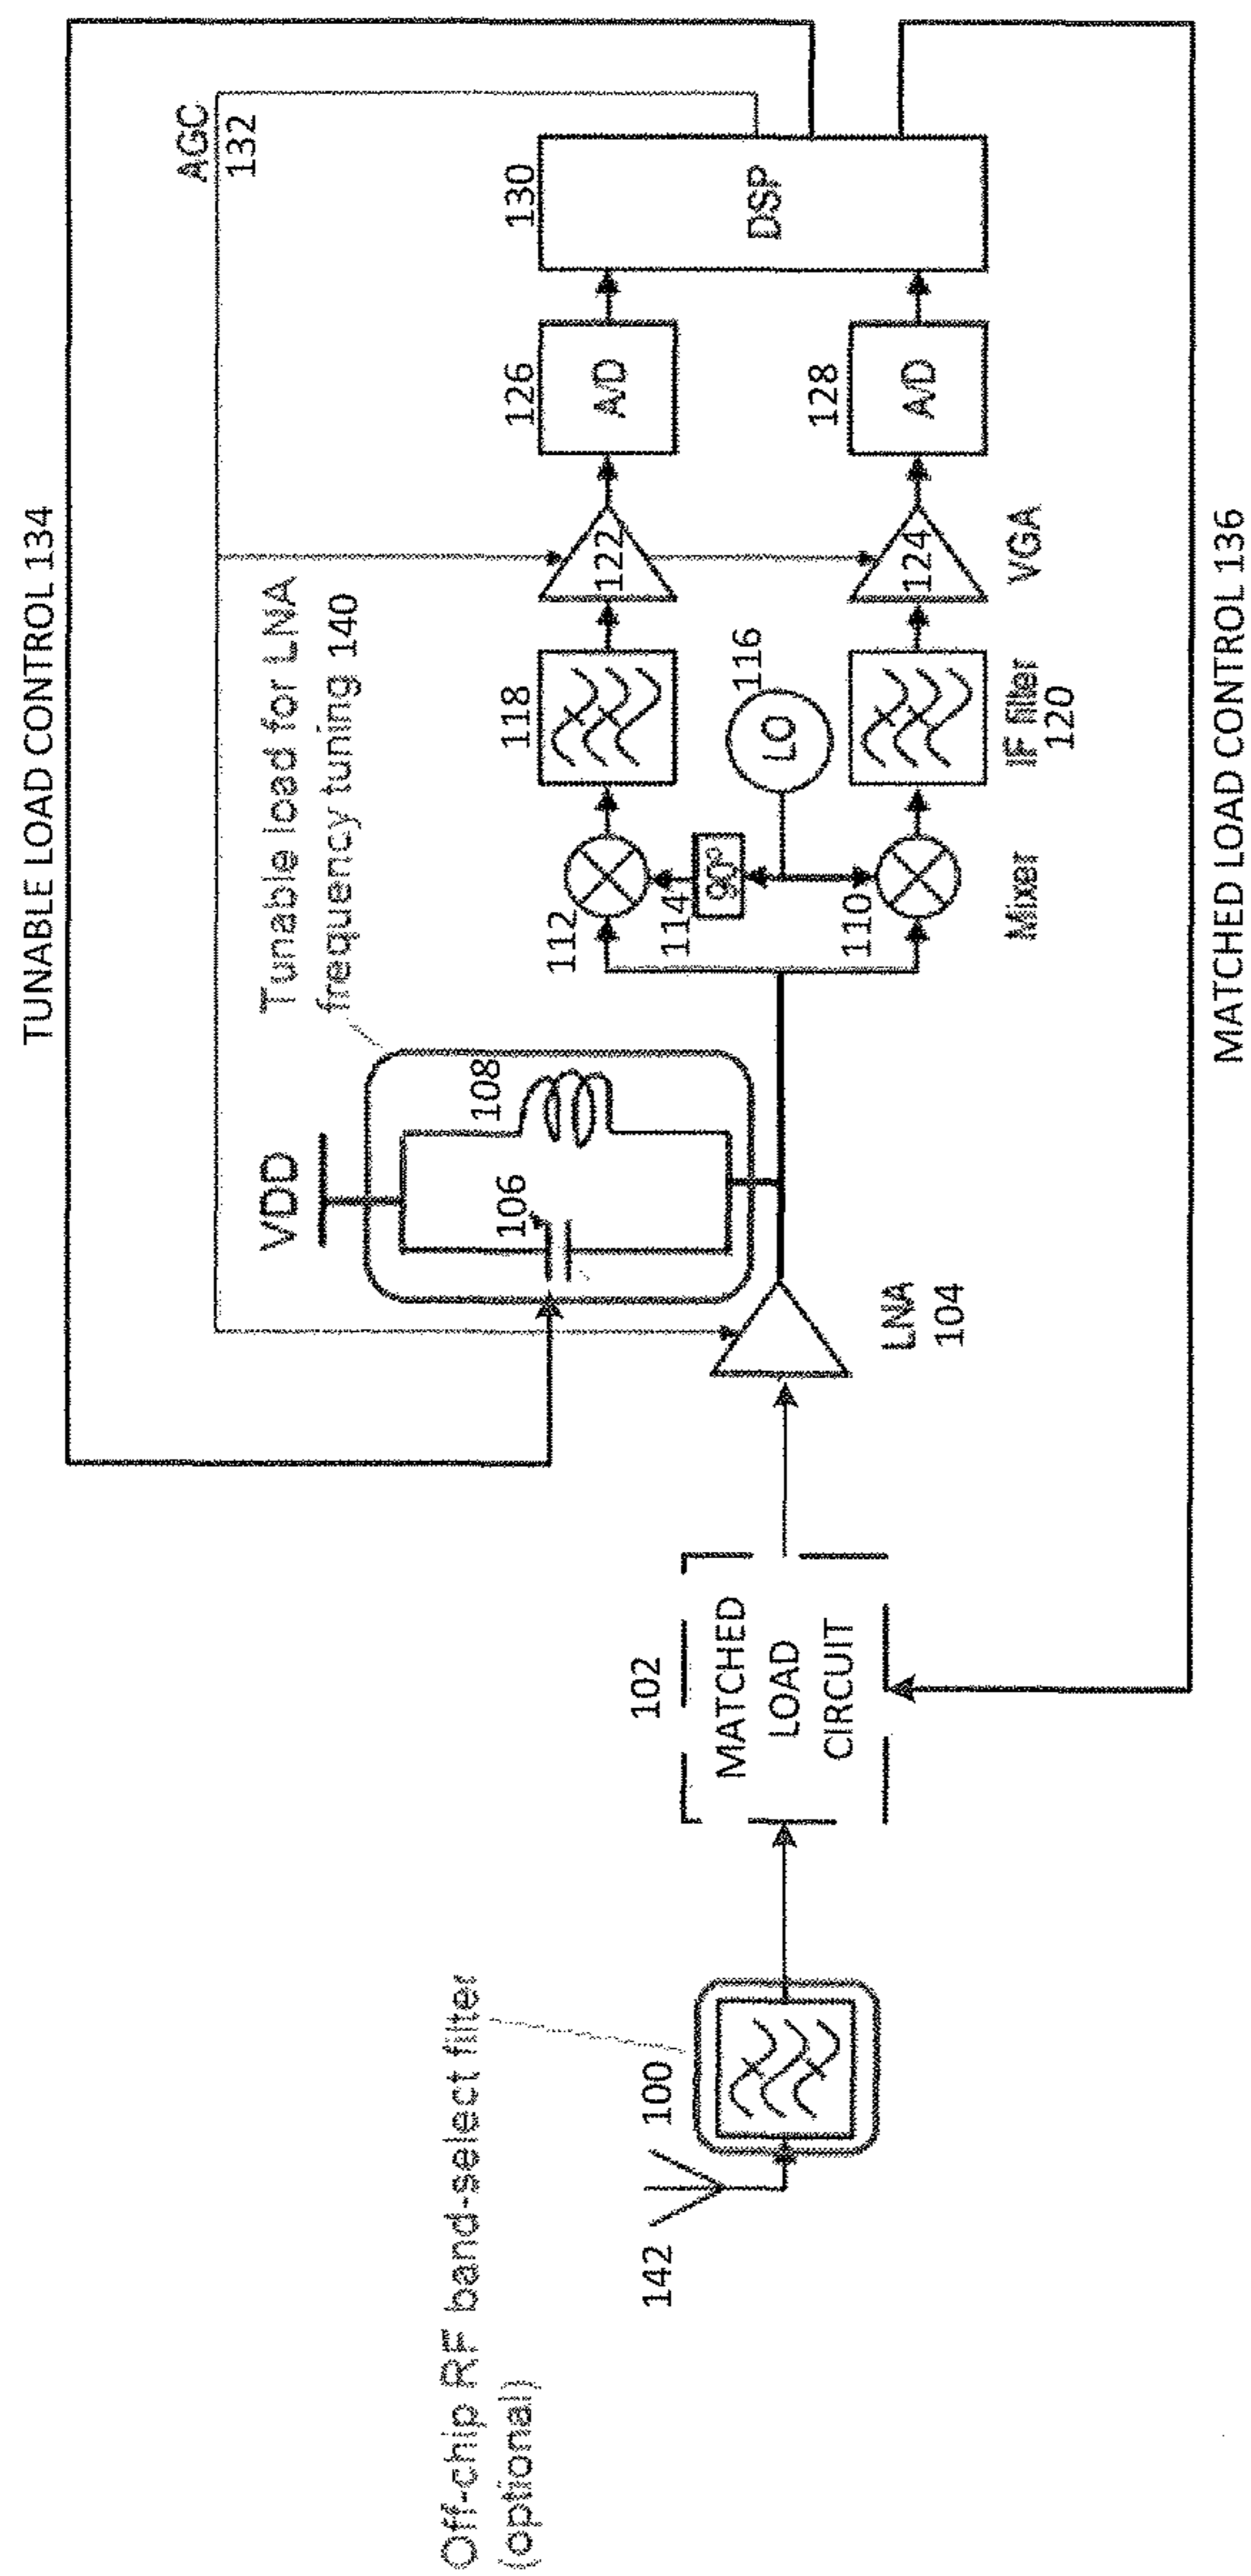 TUNABLE LOAD CONTROL 134
AGC
132
VDD
Tunable load for LNA
frequency tuning 140
106
108
Off-chip RF band-select filter
(optional)
142
100
102
MATCHED
LOAD
CIRCUIT
LNA
104
112
114
90°
110
Mixer
LO
116
118
IF filter
120
122
124
VGA
126
A/D
128
A/D
130
DSP
MATCHED LOAD CONTROL 136